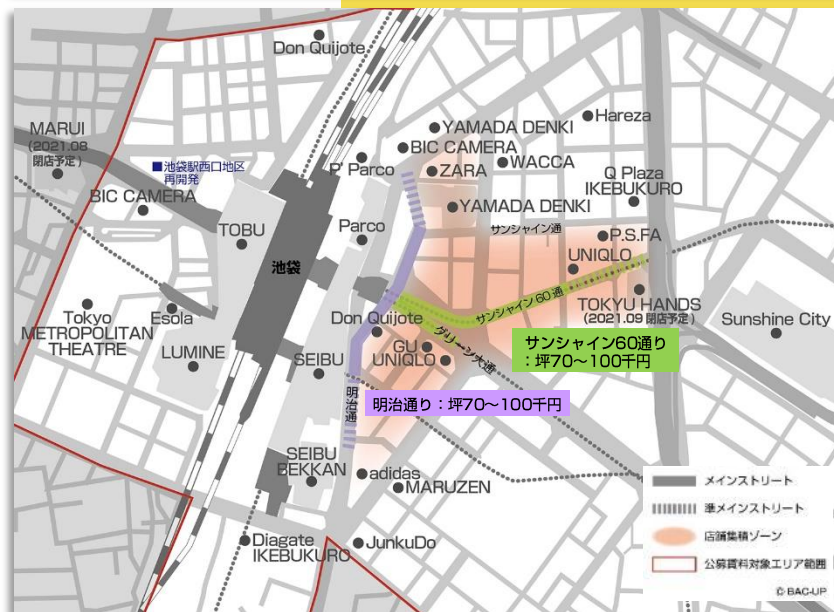 Don Quijote
MARUI
(2021.08
閉店予定)
■池袋駅西口地区
再開発
BIC CAMERA
TOBU
P' Parco
Parco
池袋
YAMADA DENKI
BIC CAMERA
ZARA
WACCA
Hareza
Q Plaza
IKEBUKURO
YAMADA DENKI
サンシャイン通
P.S.FA
UNIQLO
サンシャイン60通
TOKYU HANDS
(2021.09 閉店予定)
Sunshine City
Tokyo
METROPOLITAN
THEATRE
Esola
LUMINE
Don Quijote
GU
UNIQLO
グリーン大通
SEIBU
サンシャイン60通り
：坪70～100千円
明治通り：坪70～100千円
明治通
SEIBU
BEKKAN
adidas
MARUZEN
Diagate
IKEBUKURO
JunkuDo
メインストリート
準メインストリート
店舗集積ゾーン
公募賃料対象エリア範囲
© BAC-UP